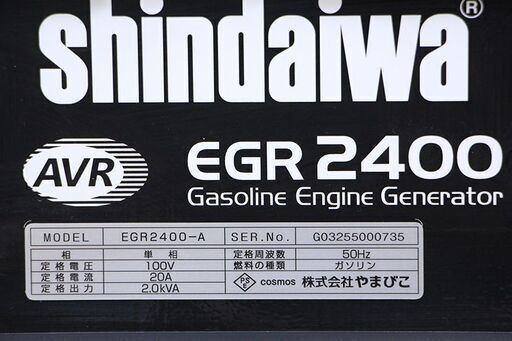 shindaiwa®
AVR EGR 2400
Gasoline Engine Generator
MODEL EGR2400-A SER.No. G03255000735
相 単相 定格周波数 50Hz
定格電圧 100V 燃料の種類 ガソリン
定格電流 20A
定格出力 2.0kVA
PSE cosmos 株式会社やまびこ